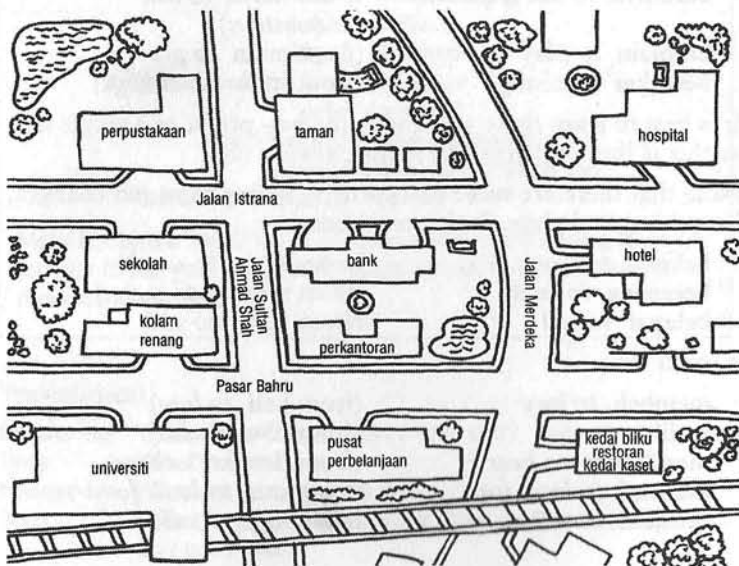 perpustakaan
taman
hospital
Jalan Istrana
sekolah
Jalan Sultan
Ahmad Shah
bank
Jalan Merdeka
hotel
kolam
renang
perkantoran
Pasar Bahru
universiti
pusat
perbelanjaan
kedai bliku
restoran
kedai kaset